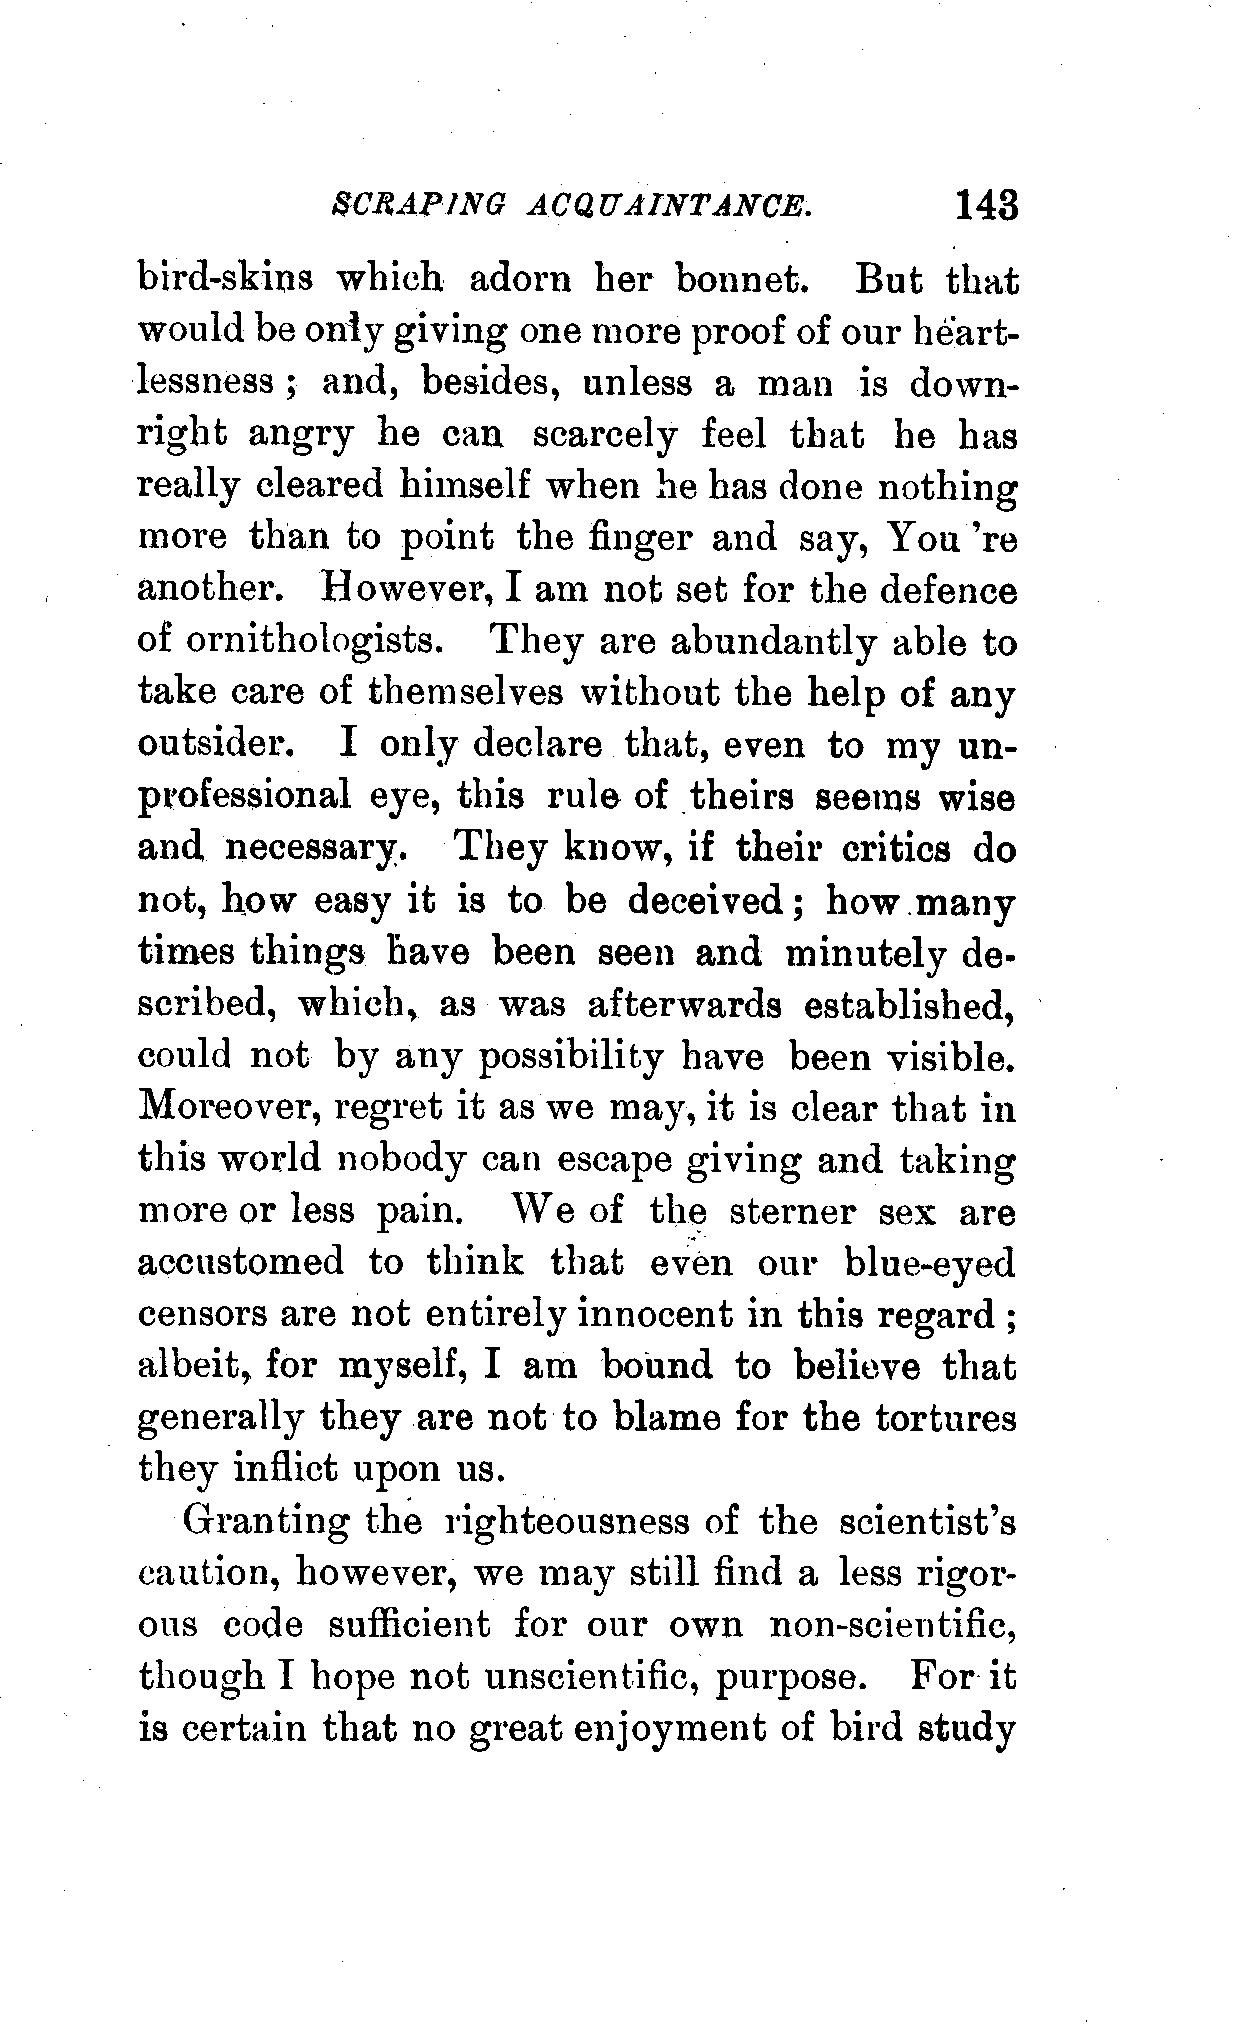 SCRAPING ACQUAINTANCE. 143
bird-skins which adorn her bonnet. But that
would be only giving one more proof of our heart-
lessness ; and, besides, unless a man is down-
right angry he can scarcely feel that he has
really cleared himself when he has done nothing
more than to point the finger and say, You 're
another. However, I am not set for the defence
of ornithologists. They are abundantly able to
take care of themselves without the help of any
outsider. I only declare that, even to my un-
professional eye, this rule of theirs seems wise
and necessary. They know, if their critics do
not, how easy it is to be deceived ; how many
times things have been seen and minutely de-
scribed, which, as was afterwards established,
could not by any possibility have been visible.
Moreover, regret it as we may, it is clear that in
this world nobody can escape giving and taking
more or less pain. We of the sterner sex are
accustomed to think that even our blue-eyed
censors are not entirely innocent in this regard ;
albeit, for myself, I am bound to believe that
generally they are not to blame for the tortures
they inflict upon us.
Granting the righteousness of the scientist's
caution, however, we may still find a less rigor-
ous code sufficient for our own non-scientific,
though I hope not unscientific, purpose. For it
is certain that no great enjoyment of bird study